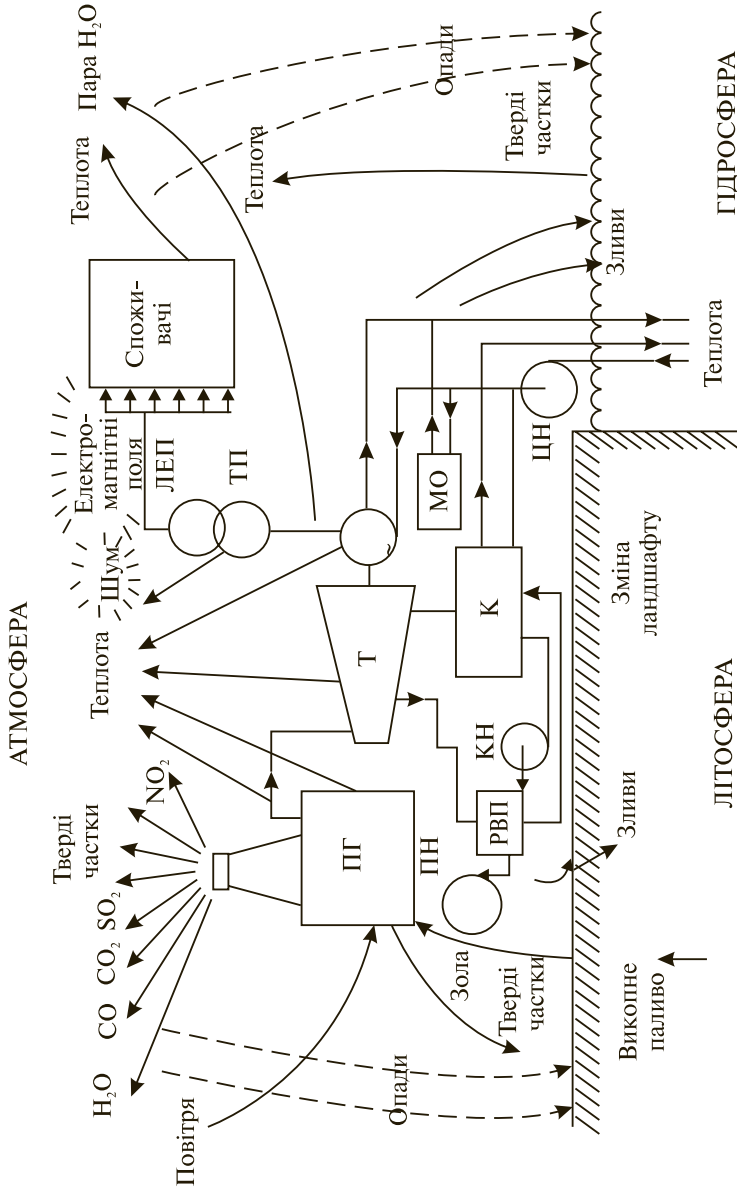 АТМОСФЕРА
H₂O
CO
CO₂
SO₂
Тверді
частки
NO₂
Теплота
Шум
Електро-
магнітні
поля
ЛЕП
ТП
Спожи-
вачі
Теплота
Пара H₂O
Повітря
Опади
ПГ
ПН
Т
~
Теплота
Опади
Зола
Тверді
частки
РВП
КН
К
МО
ЦН
Зливи
Тверді
частки
Викопне
паливо
Зливи
Зміна
ландшафту
Теплота
ЛІТОСФЕРА
ГІДРОСФЕРА